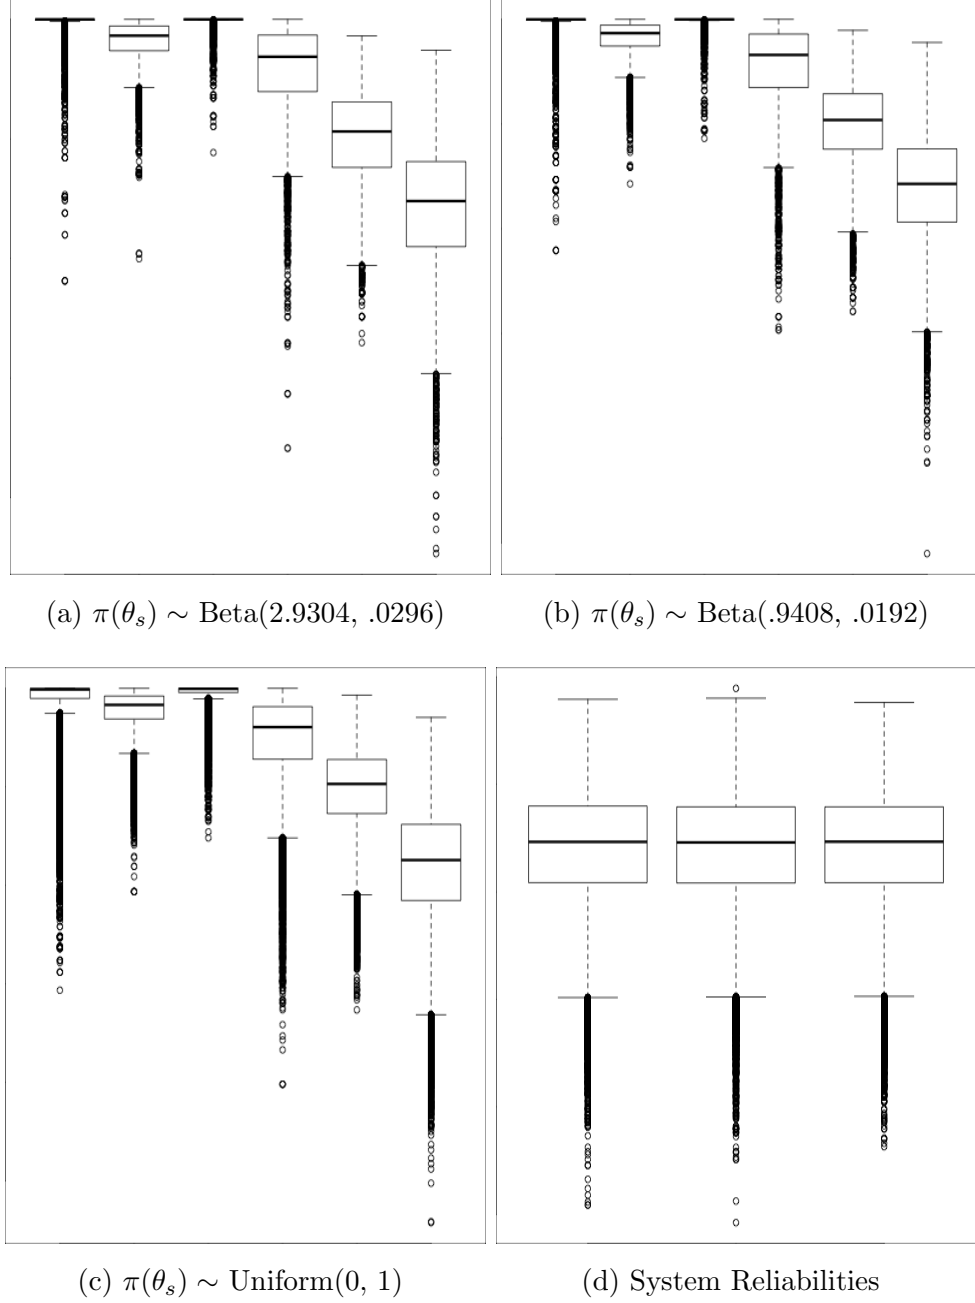 (a) π(θₛ) ∼ Beta(2.9304, .0296)
(b) π(θₛ) ∼ Beta(.9408, .0192)
(c) π(θₛ) ∼ Uniform(0, 1)
(d) System Reliabilities